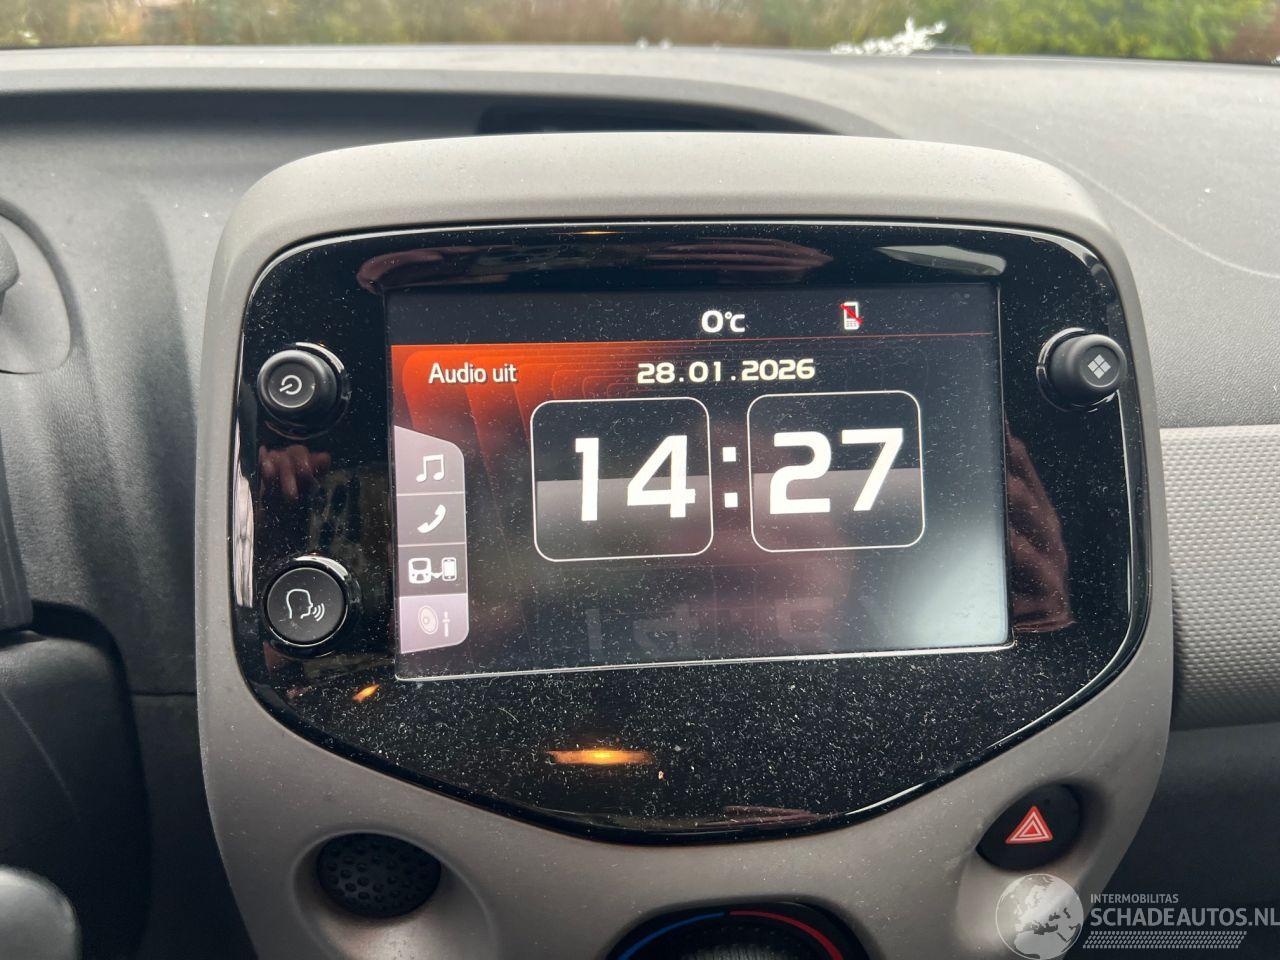 0°C
Audio uit
28.01.2026
14:27
INTERMOBILITAS
SCHADEAUTOS.NL